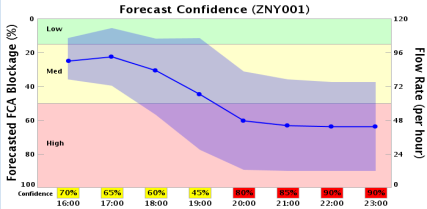 Forecast Confidence (ZNY001)
Forecasted FCA Blockage (%)
0
20
40
60
80
100
Low
Med
High
120
96
72
48
24
0
Flow Rate (per hour)
Confidence 70% 65% 60% 45% 80% 85% 90% 90%
16:00 17:00 18:00 19:00 20:00 21:00 22:00 23:00